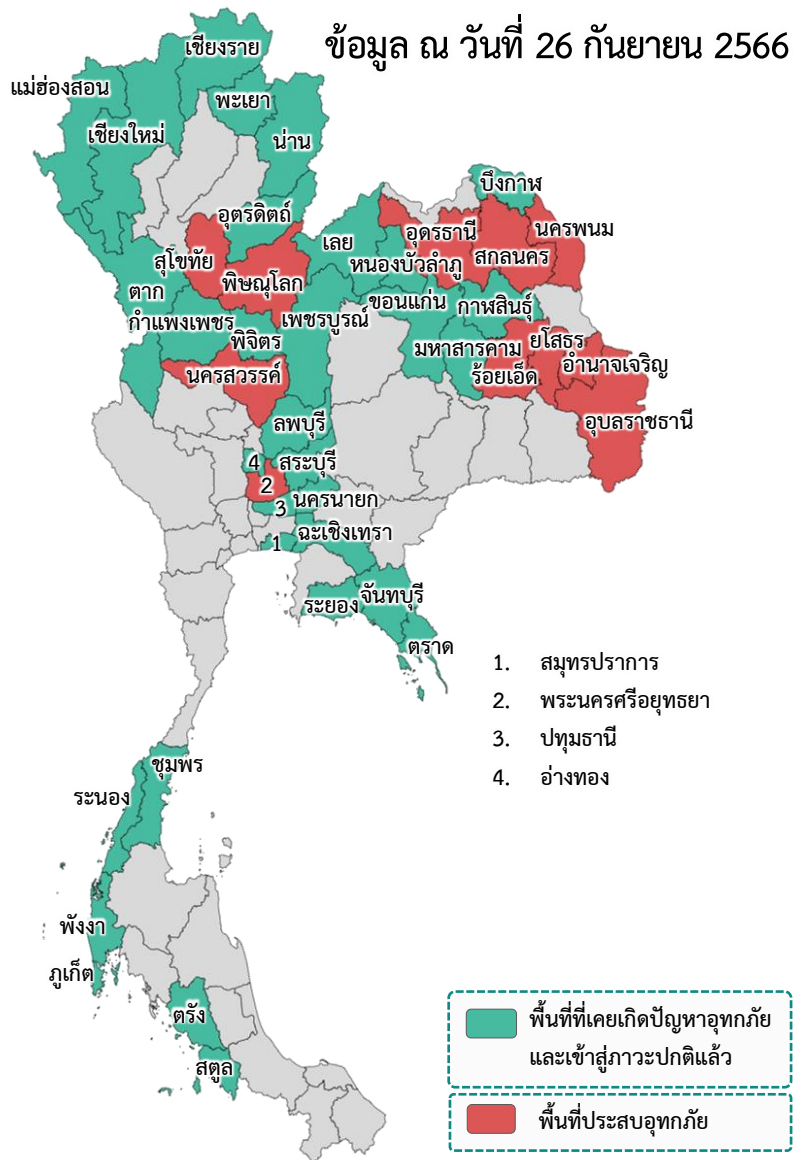 ข้อมูล ณ วันที่ 26 กันยายน 2566
เชียงราย
แม่ฮ่องสอน
พะเยา
เชียงใหม่
น่าน
บึงกาฬ
อุตรดิตถ์
เลย
อุดรธานี
นครพนม
สุโขทัย
หนองบัวลำภู
สกลนคร
ตาก
พิษณุโลก
ขอนแก่น
กาฬสินธุ์
กำแพงเพชร
เพชรบูรณ์
พิจิตร
มหาสารคาม
ยโสธร
อำนาจเจริญ
นครสวรรค์
ร้อยเอ็ด
ลพบุรี
อุบลราชธานี
4
สระบุรี
2
นครนายก
3
ฉะเชิงเทรา
1
ระยอง
จันทบุรี
ตราด
1. สมุทรปราการ
2. พระนครศรีอยุทธยา
3. ปทุมธานี
4. อ่างทอง
ชุมพร
ระนอง
พังงา
ภูเก็ต
ตรัง
สตูล
พื้นที่ที่เคยเกิดปัญหาอุทกภัย
และเข้าสู่ภาวะปกติแล้ว
พื้นที่ประสบอุทกภัย